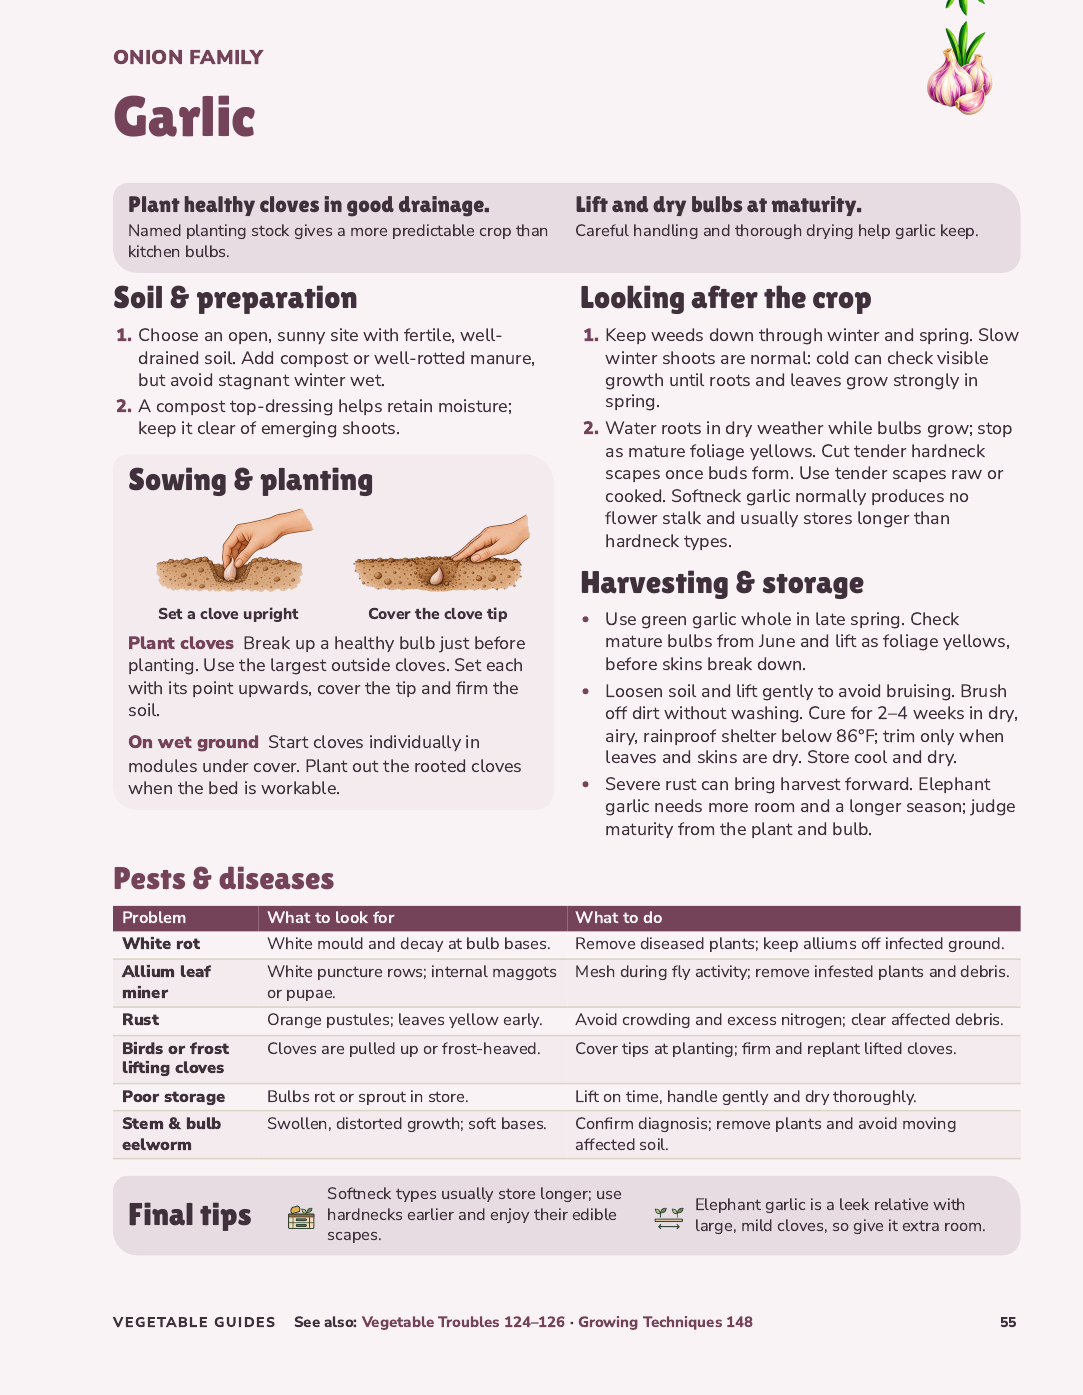 ONION FAMILY
Garlic
Plant healthy cloves in good drainage.
Named planting stock gives a more predictable crop than
kitchen bulbs.
Lift and dry bulbs at maturity.
Careful handling and thorough drying help garlic keep.
Soil & preparation
1. Choose an open, sunny site with fertile, well-
drained soil. Add compost or well-rotted manure,
but avoid stagnant winter wet.
2. A compost top-dressing helps retain moisture;
keep it clear of emerging shoots.
Sowing & planting
Set a clove upright
Cover the clove tip
Plant cloves Break up a healthy bulb just before
planting. Use the largest outside cloves. Set each
with its point upwards, cover the tip and firm the
soil.
On wet ground Start cloves individually in
modules under cover. Plant out the rooted cloves
when the bed is workable.
Looking after the crop
1. Keep weeds down through winter and spring. Slow
winter shoots are normal: cold can check visible
growth until roots and leaves grow strongly in
spring.
2. Water roots in dry weather while bulbs grow; stop
as mature foliage yellows. Cut tender hardneck
scapes once buds form. Use tender scapes raw or
cooked. Softneck garlic normally produces no
flower stalk and usually stores longer than
hardneck types.
Harvesting & storage
• Use green garlic whole in late spring. Check
mature bulbs from June and lift as foliage yellows,
before skins break down.
• Loosen soil and lift gently to avoid bruising. Brush
off dirt without washing. Cure for 2–4 weeks in dry,
airy, rainproof shelter below 86°F; trim only when
leaves and skins are dry. Store cool and dry.
• Severe rust can bring harvest forward. Elephant
garlic needs more room and a longer season; judge
maturity from the plant and bulb.
Pests & diseases
Problem What to look for What to do
White rot White mould and decay at bulb bases. Remove diseased plants; keep alliums off infected ground.
Allium leaf White puncture rows; internal maggots Mesh during fly activity; remove infested plants and debris.
miner or pupae.
Rust Orange pustules; leaves yellow early. Avoid crowding and excess nitrogen; clear affected debris.
Birds or frost Cloves are pulled up or frost-heaved. Cover tips at planting; firm and replant lifted cloves.
lifting cloves
Poor storage Bulbs rot or sprout in store. Lift on time, handle gently and dry thoroughly.
Stem & bulb Swollen, distorted growth; soft bases. Confirm diagnosis; remove plants and avoid moving
eelworm affected soil.
Final tips
Softneck types usually store longer; use
hardnecks earlier and enjoy their edible
scapes.
Elephant garlic is a leek relative with
large, mild cloves, so give it extra room.
VEGETABLE GUIDES See also: Vegetable Troubles 124–126 · Growing Techniques 148 55